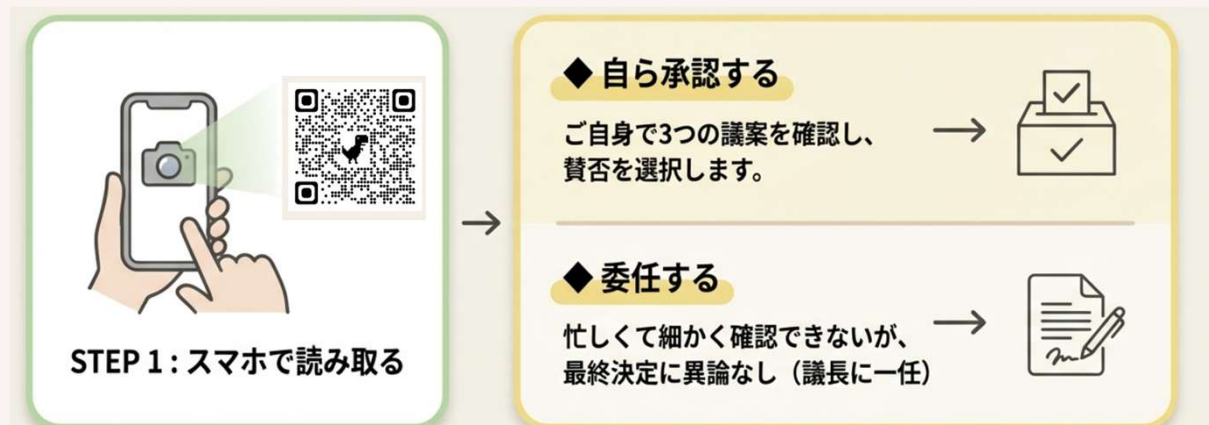 STEP 1 : スマホで読み取る
◆ 自ら承認する
ご自身で3つの議案を確認し、
賛否を選択します。
◆ 委任する
忙しくて細かく確認できないが、
最終決定に異論なし（議長に一任）